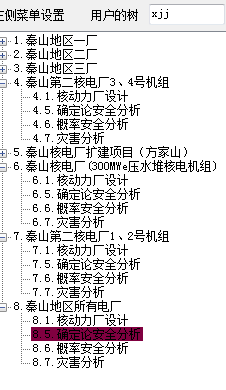 左侧菜单设置 用户的树 xjj
1.秦山地区一厂
2.秦山地区二厂
3.秦山地区三厂
4.秦山第二核电厂3、4号机组
4.1.核动力厂设计
4.5.确定论安全分析
4.6.概率安全分析
4.7.灾害分析
5.秦山核电厂扩建项目（方家山）
6.秦山核电厂(300MWe压水堆核电机组)
6.1.核动力厂设计
6.5.确定论安全分析
6.6.概率安全分析
6.7.灾害分析
7.秦山第二核电厂1、2号机组
7.1.核动力厂设计
7.5.确定论安全分析
7.6.概率安全分析
7.7.灾害分析
8.秦山地区所有电厂
8.1.核动力厂设计
8.5.确定论安全分析
8.6.概率安全分析
8.7.灾害分析